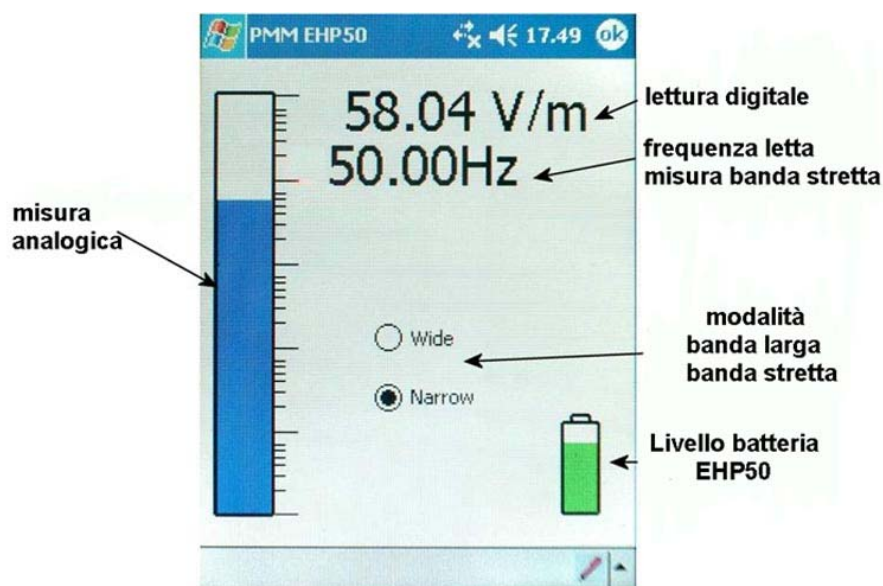 PMM EHP50
17.49
ok
58.04 V/m
50.00Hz
lettura digitale
frequenza letta
misura banda stretta
misura
analogica
Wide
Narrow
modalità
banda larga
banda stretta
Livello batteria
EHP50